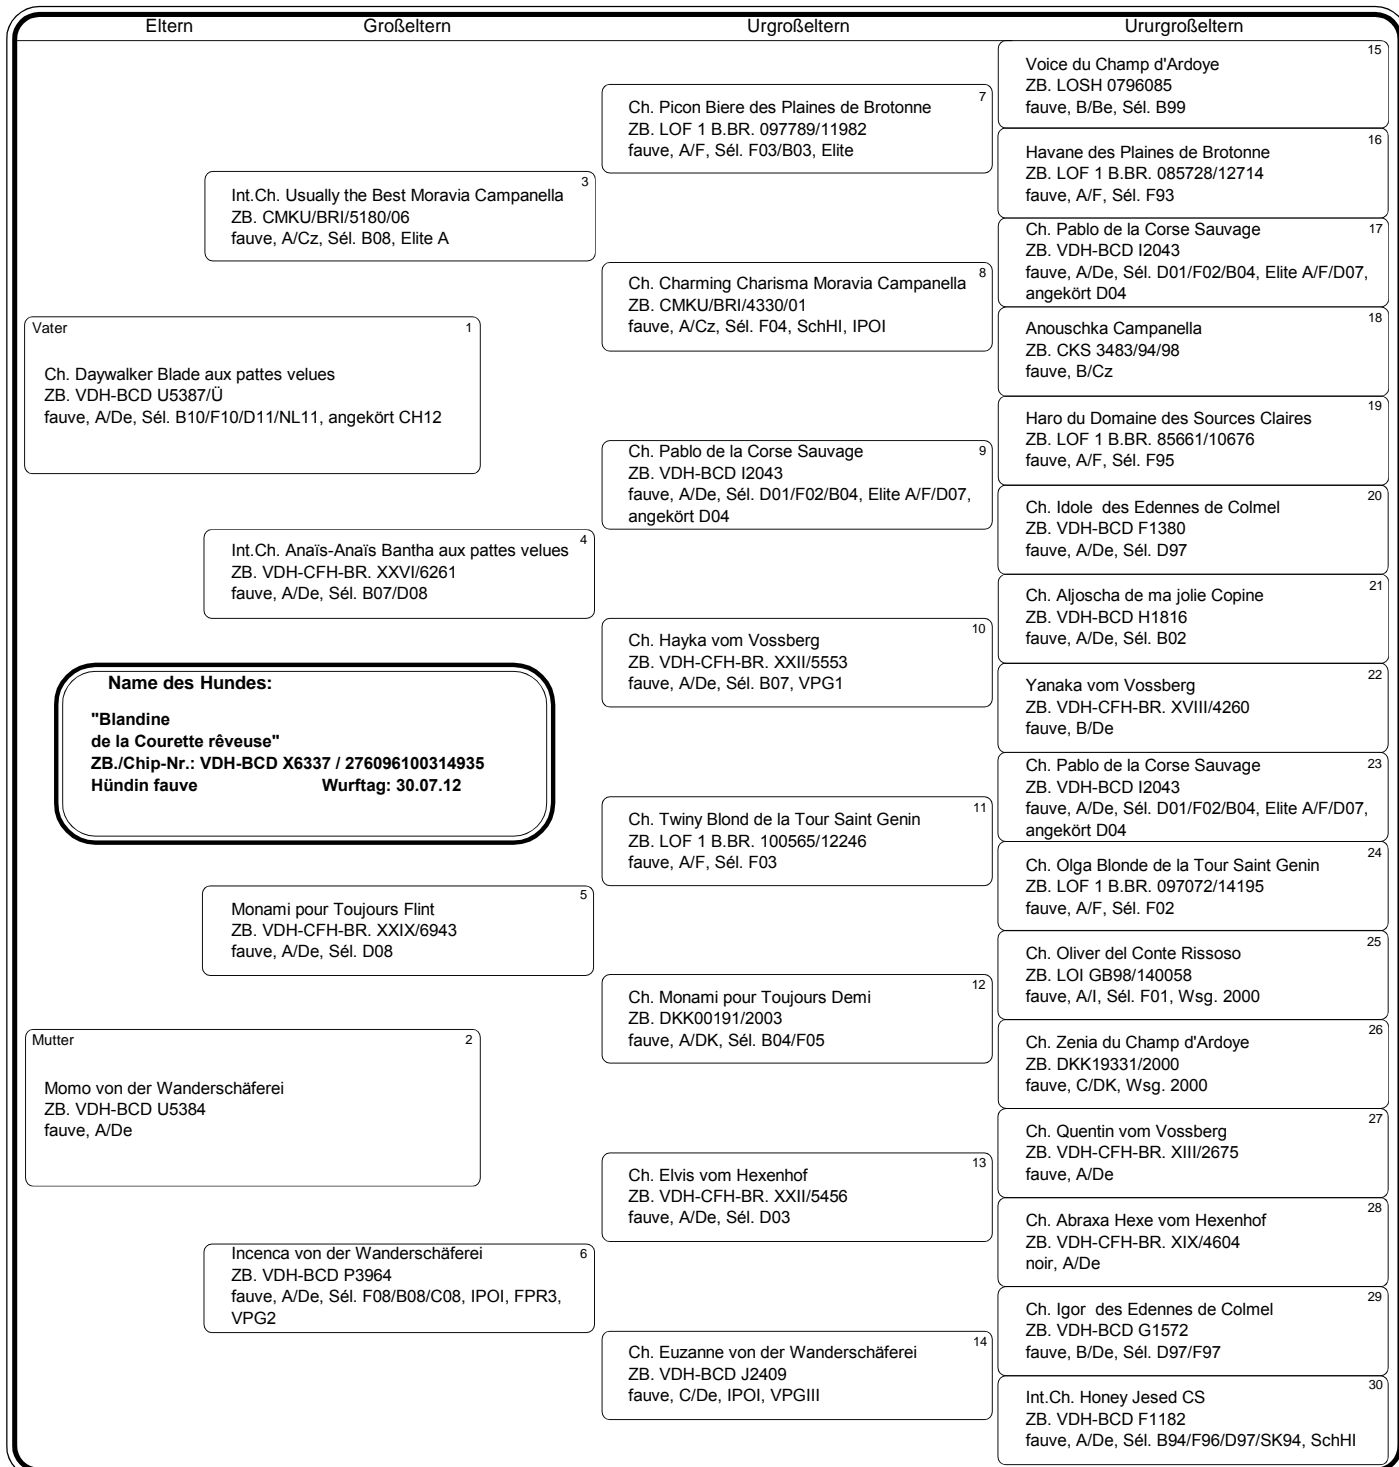 Eltern Großeltern Urgroßeltern Ururgroßeltern
Vater 1
Ch. Daywalker Blade aux pattes velues
ZB. VDH-BCD U5387/Ü
fauve, A/De, Sél. B10/F10/D11/NL11, angekört CH12
Mutter 2
Momo von der Wanderschäferei
ZB. VDH-BCD U5384
fauve, A/De
Name des Hundes:
"Blandine
de la Courette rêveuse"
ZB./Chip-Nr.: VDH-BCD X6337 / 276096100314935
Hündin fauve Wurftag: 30.07.12
3
Int.Ch. Usually the Best Moravia Campanella
ZB. CMKU/BRI/5180/06
fauve, A/Cz, Sél. B08, Elite A
4
Int.Ch. Anaïs-Anaïs Bantha aux pattes velues
ZB. VDH-CFH-BR. XXVI/6261
fauve, A/De, Sél. B07/D08
5
Monami pour Toujours Flint
ZB. VDH-CFH-BR. XXIX/6943
fauve, A/De, Sél. D08
6
Incenca von der Wanderschäferei
ZB. VDH-BCD P3964
fauve, A/De, Sél. F08/B08/C08, IPOI, FPR3,
VPG2
7
Ch. Picon Biere des Plaines de Brotonne
ZB. LOF 1 B.BR. 097789/11982
fauve, A/F, Sél. F03/B03, Elite
8
Ch. Charming Charisma Moravia Campanella
ZB. CMKU/BRI/4330/01
fauve, A/Cz, Sél. F04, SchHI, IPOI
9
Ch. Pablo de la Corse Sauvage
ZB. VDH-BCD I2043
fauve, A/De, Sél. D01/F02/B04, Elite A/F/D07,
angekört D04
10
Ch. Hayka vom Vossberg
ZB. VDH-CFH-BR. XXII/5553
fauve, A/De, Sél. B07, VPG1
11
Ch. Twiny Blond de la Tour Saint Genin
ZB. LOF 1 B.BR. 100565/12246
fauve, A/F, Sél. F03
12
Ch. Monami pour Toujours Demi
ZB. DKK00191/2003
fauve, A/DK, Sél. B04/F05
13
Ch. Elvis vom Hexenhof
ZB. VDH-CFH-BR. XXII/5456
fauve, A/De, Sél. D03
14
Ch. Euzanne von der Wanderschäferei
ZB. VDH-BCD J2409
fauve, C/De, IPOI, VPGIII
15
Voice du Champ d'Ardoye
ZB. LOSH 0796085
fauve, B/Be, Sél. B99
16
Havane des Plaines de Brotonne
ZB. LOF 1 B.BR. 085728/12714
fauve, A/F, Sél. F93
17
Ch. Pablo de la Corse Sauvage
ZB. VDH-BCD I2043
fauve, A/De, Sél. D01/F02/B04, Elite A/F/D07,
angekört D04
18
Anouschka Campanella
ZB. CKS 3483/94/98
fauve, B/Cz
19
Haro du Domaine des Sources Claires
ZB. LOF 1 B.BR. 85661/10676
fauve, A/F, Sél. F95
20
Ch. Idole des Edennes de Colmel
ZB. VDH-BCD F1380
fauve, A/De, Sél. D97
21
Ch. Aljoscha de ma jolie Copine
ZB. VDH-BCD H1816
fauve, A/De, Sél. B02
22
Yanaka vom Vossberg
ZB. VDH-CFH-BR. XVIII/4260
fauve, B/De
23
Ch. Pablo de la Corse Sauvage
ZB. VDH-BCD I2043
fauve, A/De, Sél. D01/F02/B04, Elite A/F/D07,
angekört D04
24
Ch. Olga Blonde de la Tour Saint Genin
ZB. LOF 1 B.BR. 097072/14195
fauve, A/F, Sél. F02
25
Ch. Oliver del Conte Rissoso
ZB. LOI GB98/140058
fauve, A/I, Sél. F01, Wsg. 2000
26
Ch. Zenia du Champ d'Ardoye
ZB. DKK19331/2000
fauve, C/DK, Wsg. 2000
27
Ch. Quentin vom Vossberg
ZB. VDH-CFH-BR. XIII/2675
fauve, A/De
28
Ch. Abraxa Hexe vom Hexenhof
ZB. VDH-CFH-BR. XIX/4604
noir, A/De
29
Ch. Igor des Edennes de Colmel
ZB. VDH-BCD G1572
fauve, B/De, Sél. D97/F97
30
Int.Ch. Honey Jesed CS
ZB. VDH-BCD F1182
fauve, A/De, Sél. B94/F96/D97/SK94, SchHI